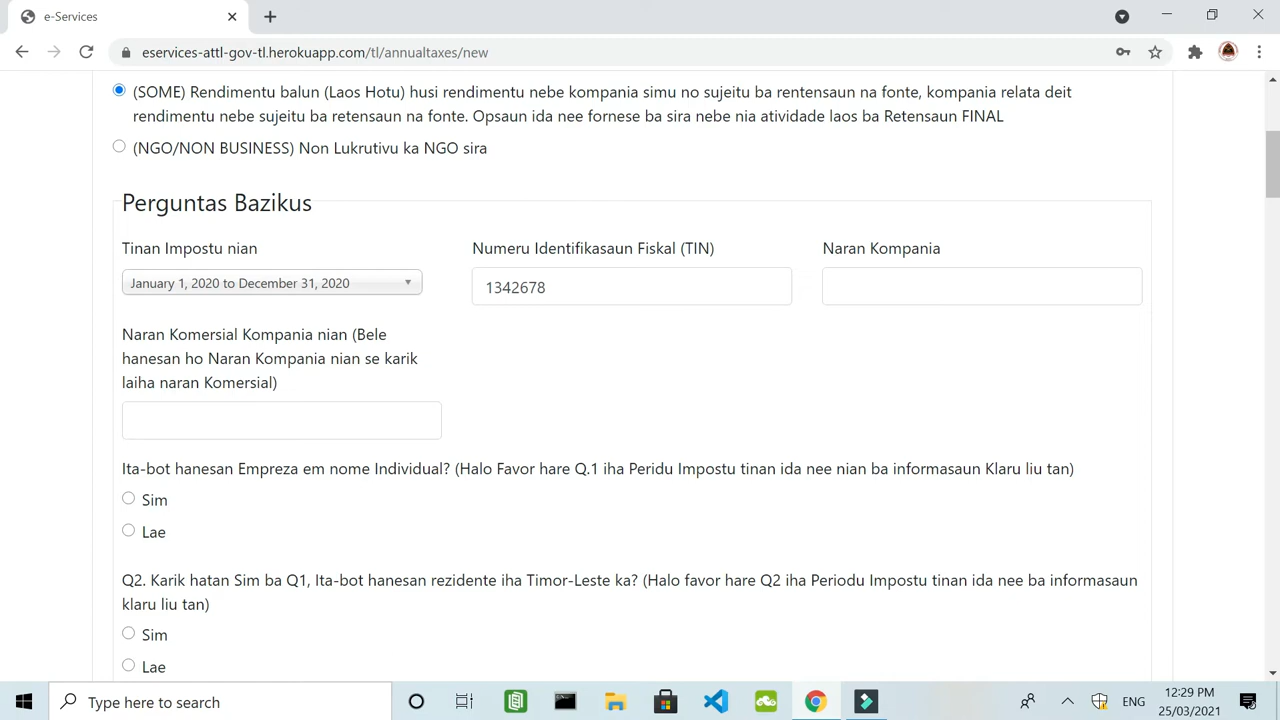 e-Services
eservices-attl-gov-tl.herokuapp.com/tl/annualtaxes/new
(SOME) Rendimentu balun (Laos Hotu) husi rendimentu nebe kompania simu no sujeitu ba rentensaun na fonte, kompania relata deit
rendimentu nebe sujeitu ba retensaun na fonte. Opsaun ida nee fornese ba sira nebe nia atividade laos ba Retensaun FINAL
(NGO/NON BUSINESS) Non Lukrutivu ka NGO sira
Perguntas Bazikus
Tinan Impostu nian
Numeru Identifikasaun Fiskal (TIN)
Naran Kompania
January 1, 2020 to December 31, 2020
1342678
Naran Komersial Kompania nian (Bele
hanesan ho Naran Kompania nian se karik
laiha naran Komersial)
Ita-bot hanesan Empreza em nome Individual? (Halo Favor hare Q.1 iha Peridu Impostu tinan ida nee nian ba informasaun Klaru liu tan)
Sim
Lae
Q2. Karik hatan Sim ba Q1, Ita-bot hanesan rezidente iha Timor-Leste ka? (Halo favor hare Q2 iha Periodu Impostu tinan ida nee ba informasaun
klaru liu tan)
Sim
Lae
Type here to search
ENG
12:29 PM
25/03/2021